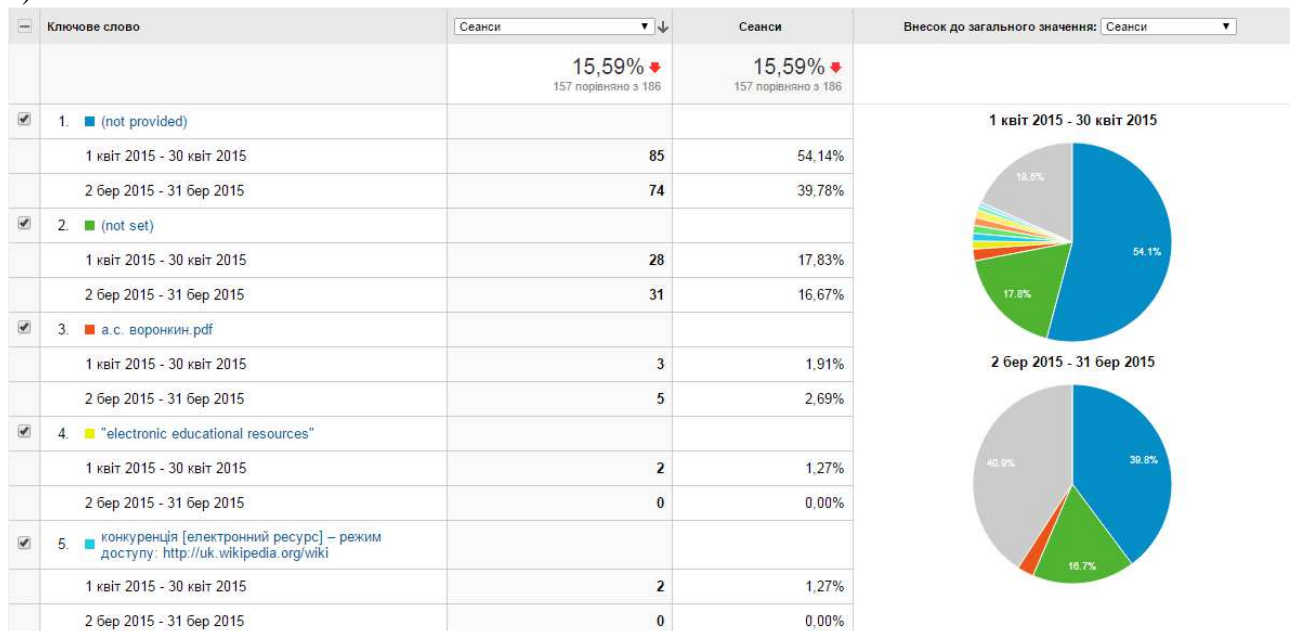 Ключове слово Сеанси Сеанси Внесок до загального значення: Сеанси
15,59% 15,59%
157 порівняно з 186 157 порівняно з 186
1. (not provided)
1 квіт 2015 - 30 квіт 2015 85 54,14%
2 бер 2015 - 31 бер 2015 74 39,78%
2. (not set)
1 квіт 2015 - 30 квіт 2015 28 17,83%
2 бер 2015 - 31 бер 2015 31 16,67%
3. а.с. воронкин.pdf
1 квіт 2015 - 30 квіт 2015 3 1,91%
2 бер 2015 - 31 бер 2015 5 2,69%
4. "electronic educational resources"
1 квіт 2015 - 30 квіт 2015 2 1,27%
2 бер 2015 - 31 бер 2015 0 0,00%
5. конкуренція [електронний ресурс] – режим
доступу: http://uk.wikipedia.org/wiki
1 квіт 2015 - 30 квіт 2015 2 1,27%
2 бер 2015 - 31 бер 2015 0 0,00%
1 квіт 2015 - 30 квіт 2015
54.1%
17.8%
2 бер 2015 - 31 бер 2015
40.9%
39.8%
16.7%